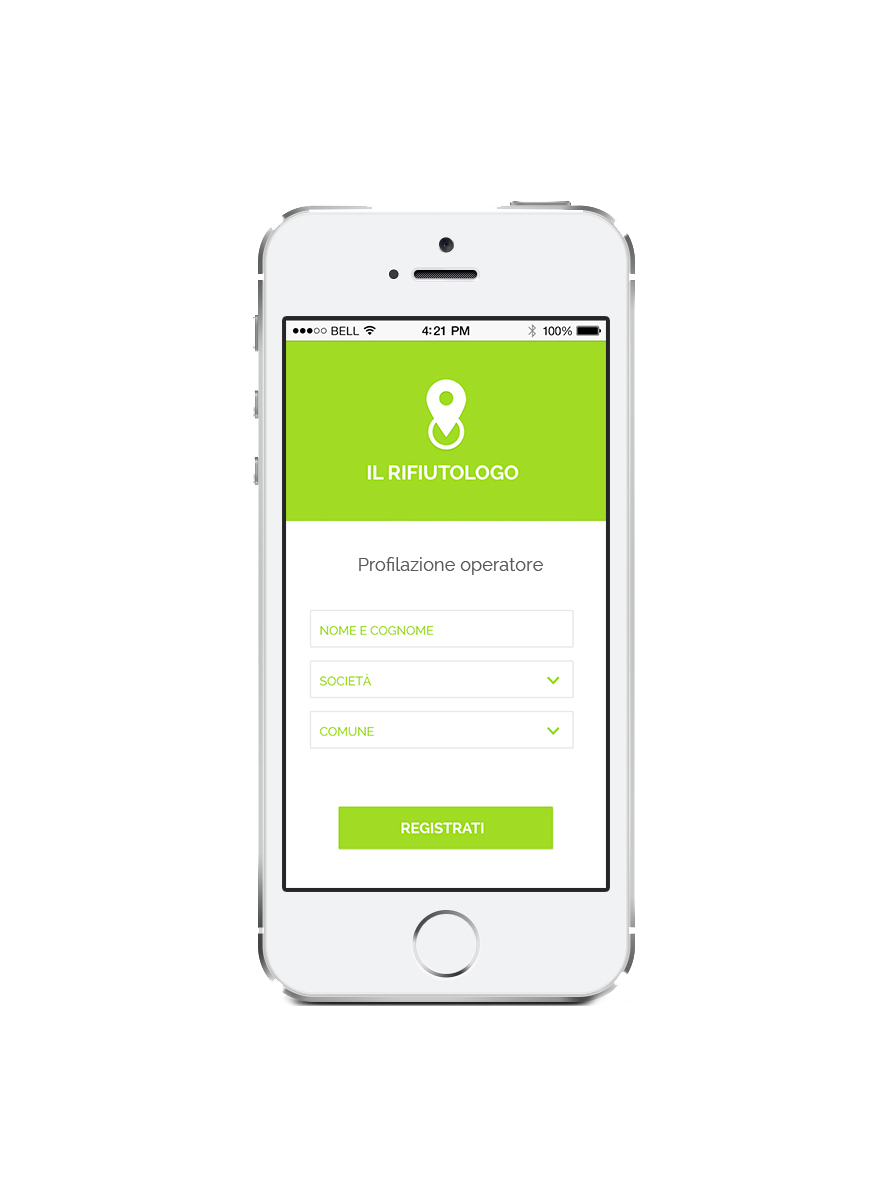 BELL 4:21 PM 100%
IL RIFIUTOLOGO
Profilazione operatore
NOME E COGNOME
SOCIETÀ
COMUNE
REGISTRATI